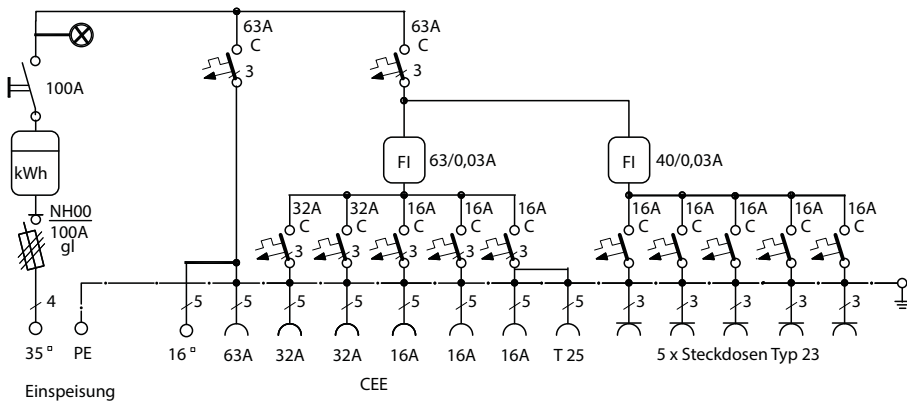 63A
63A
C
C
3
3
100A
kWh
FI
63/0,03A
FI
40/0,03A
NH00
100A
gl
32A
32A
16A
16A
16A
16A
16A
16A
16A
16A
C
C
C
C
C
C
C
C
C
C
3
3
3
3
3
4
5
5
5
5
5
5
5
5
3
3
3
3
3
35
PE
16
63A
32A
32A
16A
16A
16A
T 25
5 x Steckdosen Typ 23
Einspeisung
CEE